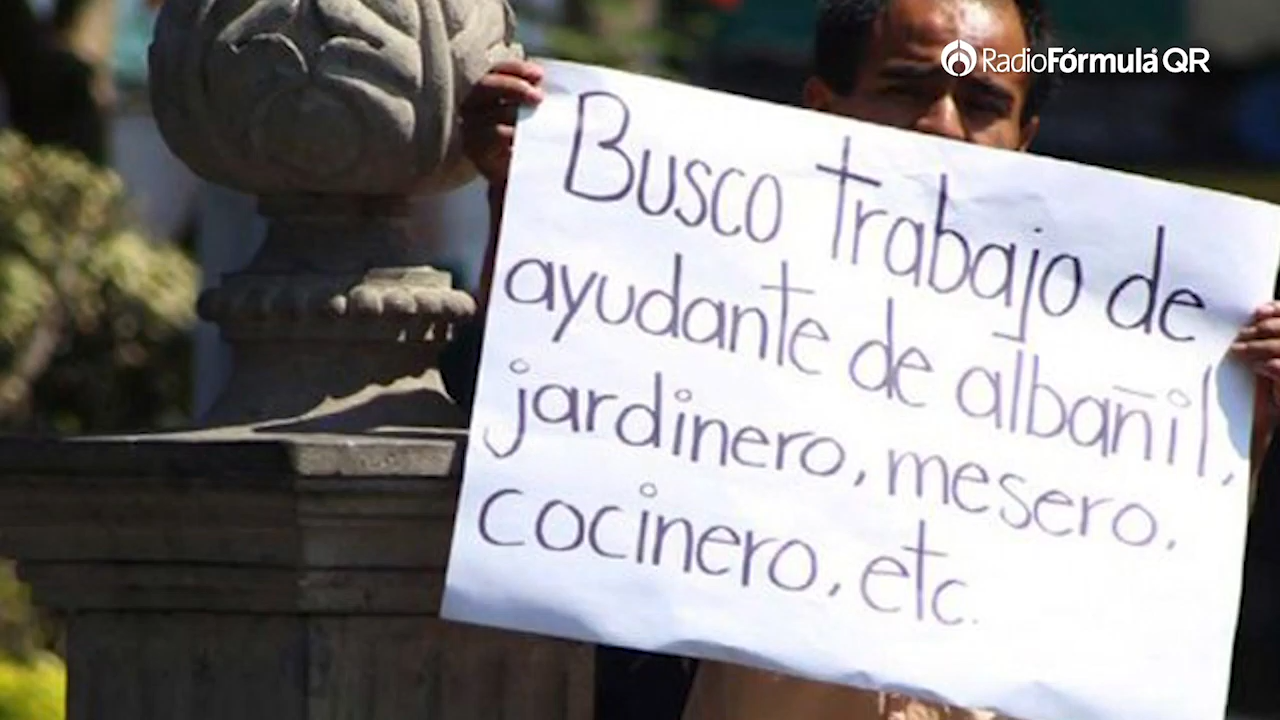 RadioFórmula QR
Busco trabajo de
ayudante de albañil,
jardinero, mesero,
cocinero, etc.